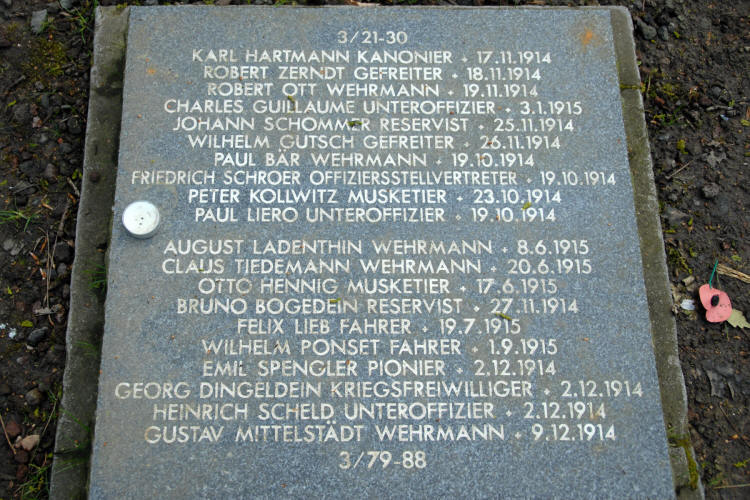 3/21-30
KARL HARTMANN KANONIER + 17.11.1914
ROBERT ZERNDT GEFREITER + 18.11.1914
ROBERT OTT WEHRMANN + 19.11.1914
CHARLES GUILLAUME UNTEROFFIZIER + 3.1.1915
JOHANN SCHOMMER RESERVIST + 25.11.1914
WILHELM GUTSCH GEFREITER + 26.11.1914
PAUL BÄR WEHRMANN + 19.10.1914
FRIEDRICH SCHROER OFFIZIERSSTELLVERTRETER + 19.10.1914
PETER KOLLWITZ MUSKETIER + 23.10.1914
PAUL LIERO UNTEROFFIZIER + 19.10.1914
AUGUST LADENTHIN WEHRMANN + 8.6.1915
CLAUS TIEDEMANN WEHRMANN + 20.6.1915
OTTO HENNIG MUSKETIER + 17.6.1915
BRUNO BOGEDEIN RESERVIST + 27.11.1914
FELIX LIEB FAHRER + 19.7.1915
WILHELM PONSET FAHRER + 1.9.1915
EMIL SPENGLER PIONIER + 2.12.1914
GEORG DINGELDEIN KRIEGSFREIWILLIGER + 2.12.1914
HEINRICH SCHELD UNTEROFFIZIER + 2.12.1914
GUSTAV MITTELSTÄDT WEHRMANN + 9.12.1914
3/79-88